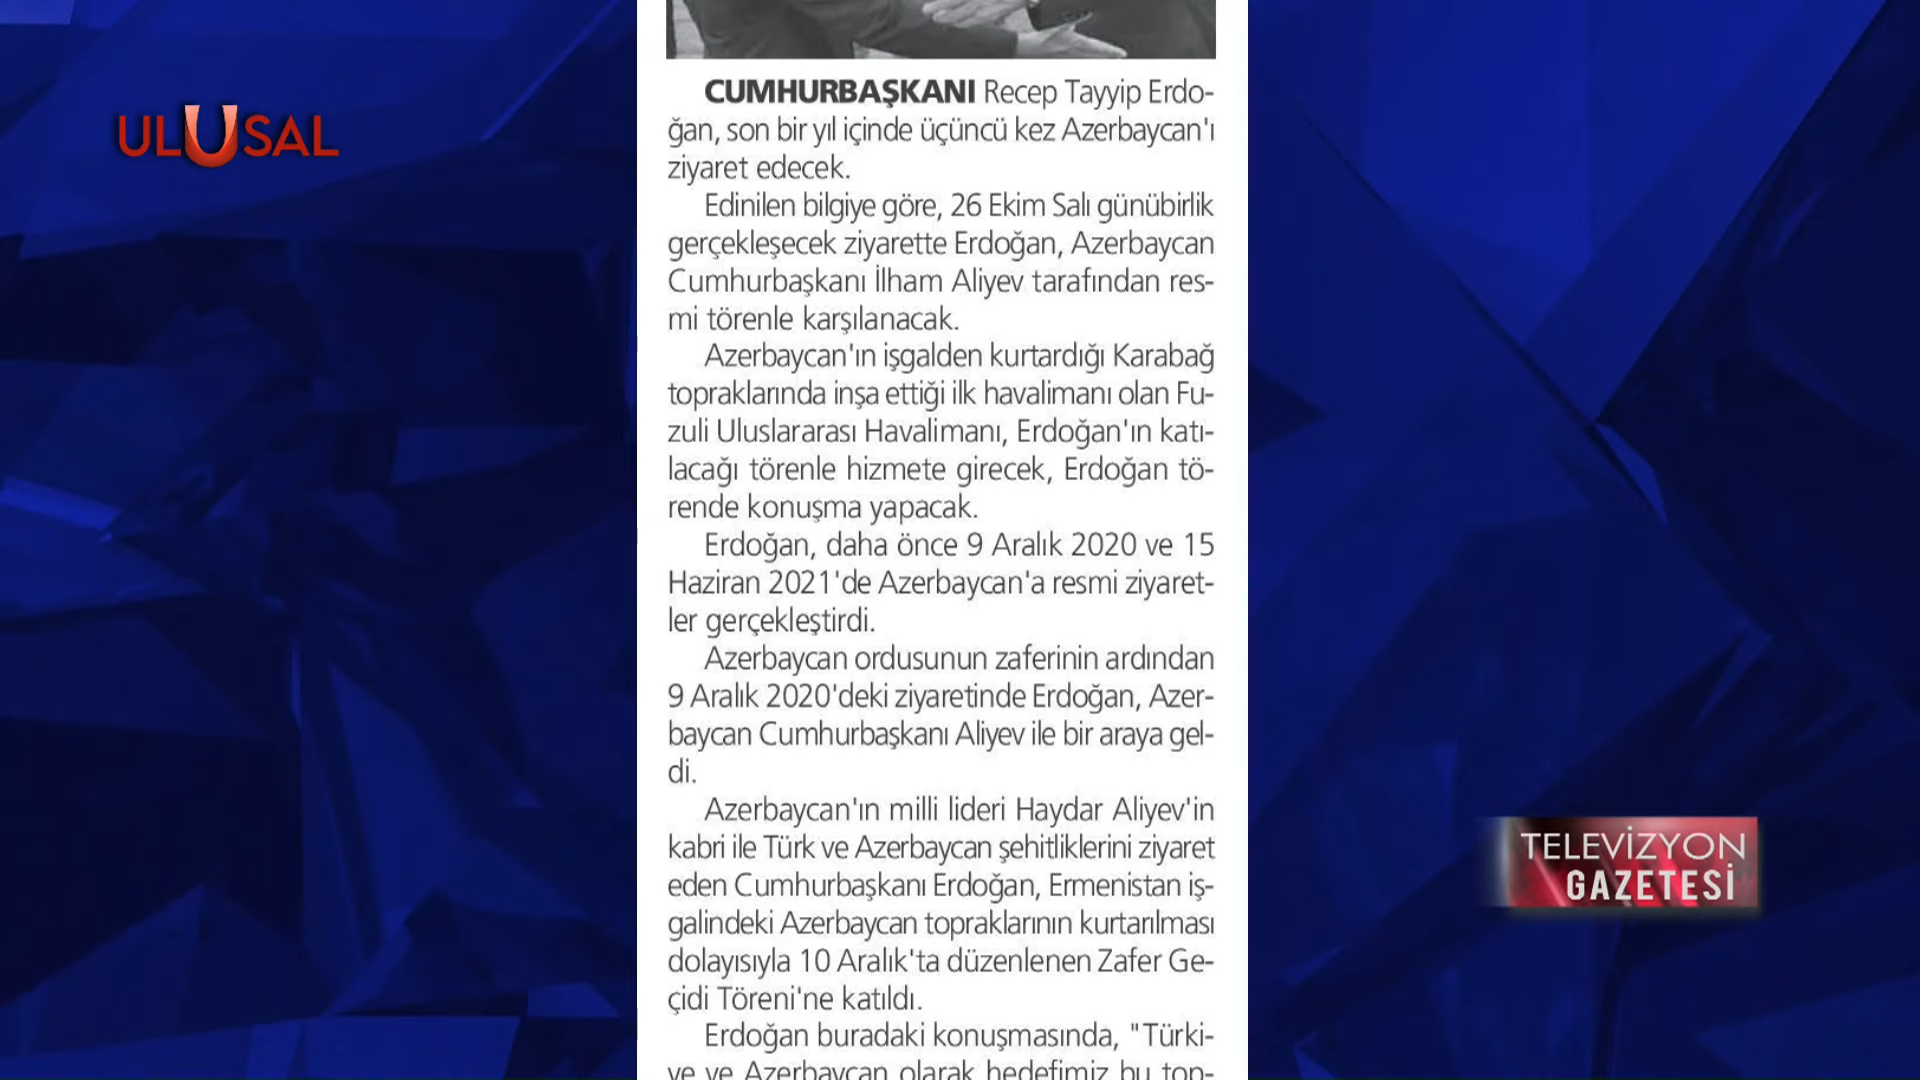 ULUSAL
CUMHURBAŞKANI Recep Tayyip Erdo-
ğan, son bir yıl içinde üçüncü kez Azerbaycan'ı
ziyaret edecek.
Edinilen bilgiye göre, 26 Ekim Salı günübirlik
gerçekleşecek ziyarette Erdoğan, Azerbaycan
Cumhurbaşkanı İlham Aliyev tarafından res-
mi törenle karşılanacak.
Azerbaycan'ın işgalden kurtardığı Karabağ
topraklarında inşa ettiği ilk havalimanı olan Fu-
zuli Uluslararası Havalimanı, Erdoğan'ın katı-
lacağı törenle hizmete girecek, Erdoğan tö-
rende konuşma yapacak.
Erdoğan, daha önce 9 Aralık 2020 ve 15
Haziran 2021'de Azerbaycan'a resmi ziyaret-
ler gerçekleştirdi.
Azerbaycan ordusunun zaferinin ardından
9 Aralık 2020'deki ziyaretinde Erdoğan, Azer-
baycan Cumhurbaşkanı Aliyev ile bir araya gel-
di.
Azerbaycan'ın milli lideri Haydar Aliyev'in
kabri ile Türk ve Azerbaycan şehitliklerini ziyaret
eden Cumhurbaşkanı Erdoğan, Ermenistan iş-
galindeki Azerbaycan topraklarının kurtarılması
dolayısıyla 10 Aralık'ta düzenlenen Zafer Ge-
çidi Töreni'ne katıldı.
Erdoğan buradaki konuşmasında, "Türki-
ye ve Azerbaycan olarak hedefimiz bu top-
TELEVİZYON
GAZETESİ